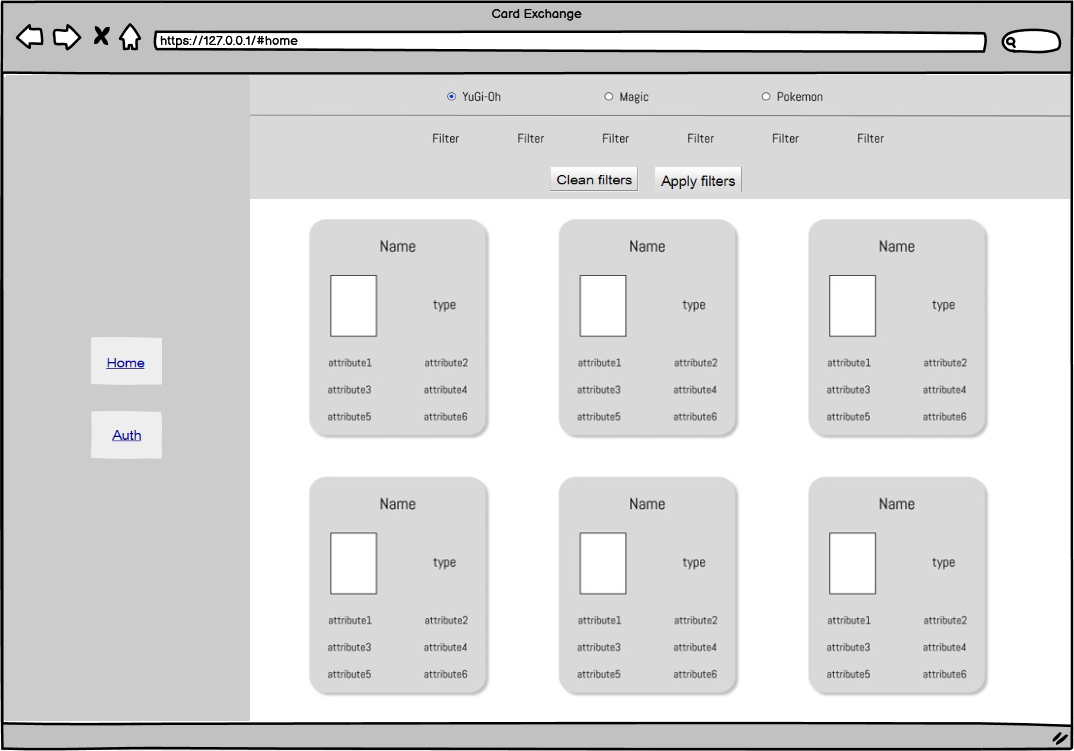 Card Exchange
https://127.0.0.1/#home
YuGi-Oh Magic Pokemon
Filter Filter Filter Filter Filter Filter
Clean filters Apply filters
Home
Auth
Name Name Name
type type type
attribute1 attribute2 attribute1 attribute2 attribute1 attribute2
attribute3 attribute4 attribute3 attribute4 attribute3 attribute4
attribute5 attribute6 attribute5 attribute6 attribute5 attribute6
Name Name Name
type type type
attribute1 attribute2 attribute1 attribute2 attribute1 attribute2
attribute3 attribute4 attribute3 attribute4 attribute3 attribute4
attribute5 attribute6 attribute5 attribute6 attribute5 attribute6